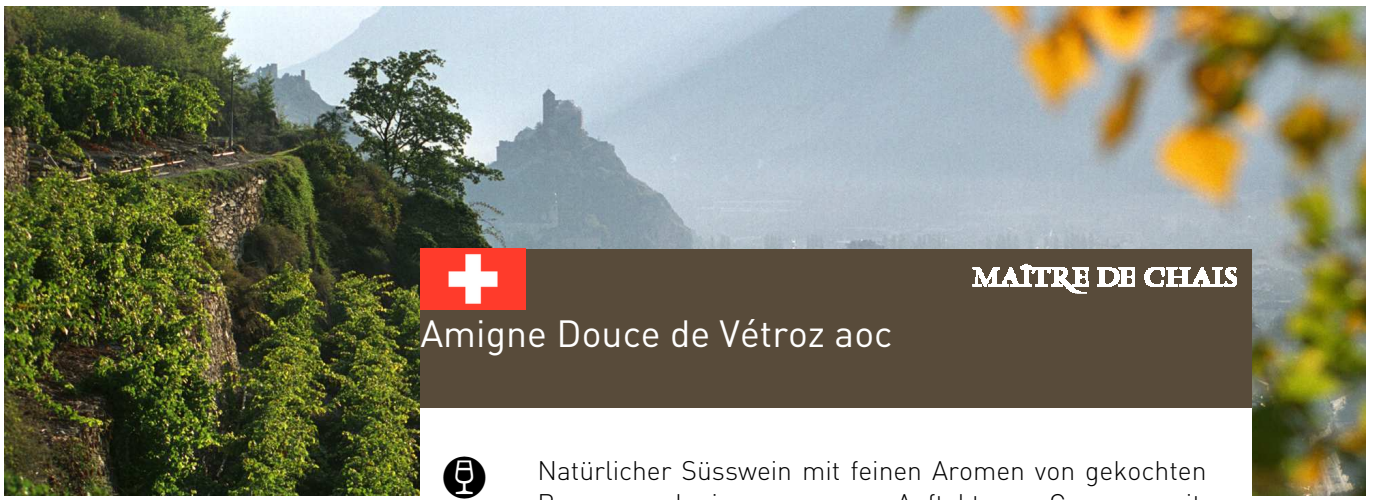 MAÎTRE DE CHAIS
Amigne Douce de Vétroz aoc
Natürlicher Süsswein mit feinen Aromen von gekochten